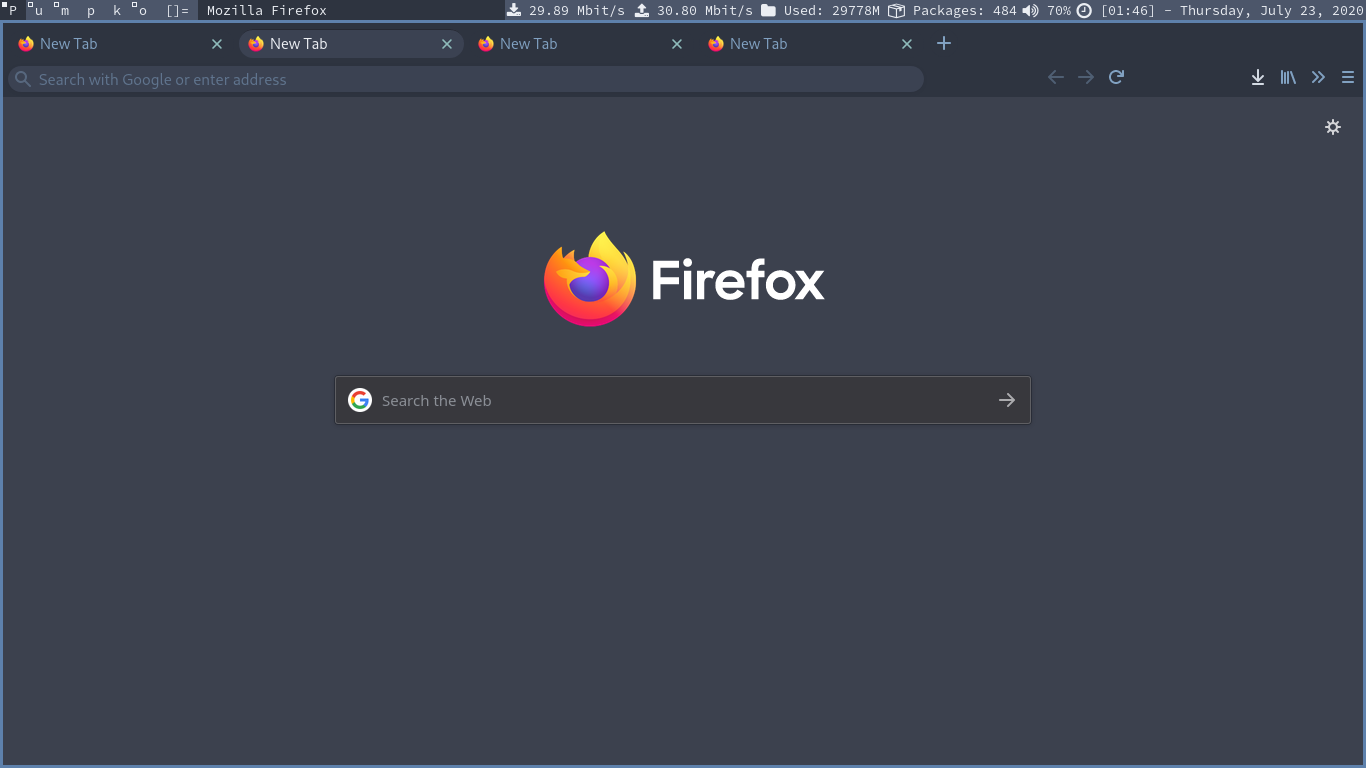 P u m p k o []= Mozilla Firefox 29.89 Mbit/s 30.80 Mbit/s Used: 29778M Packages: 484 70% [01:46] - Thursday, July 23, 2020
New Tab New Tab New Tab New Tab
Search with Google or enter address
Firefox
Search the Web